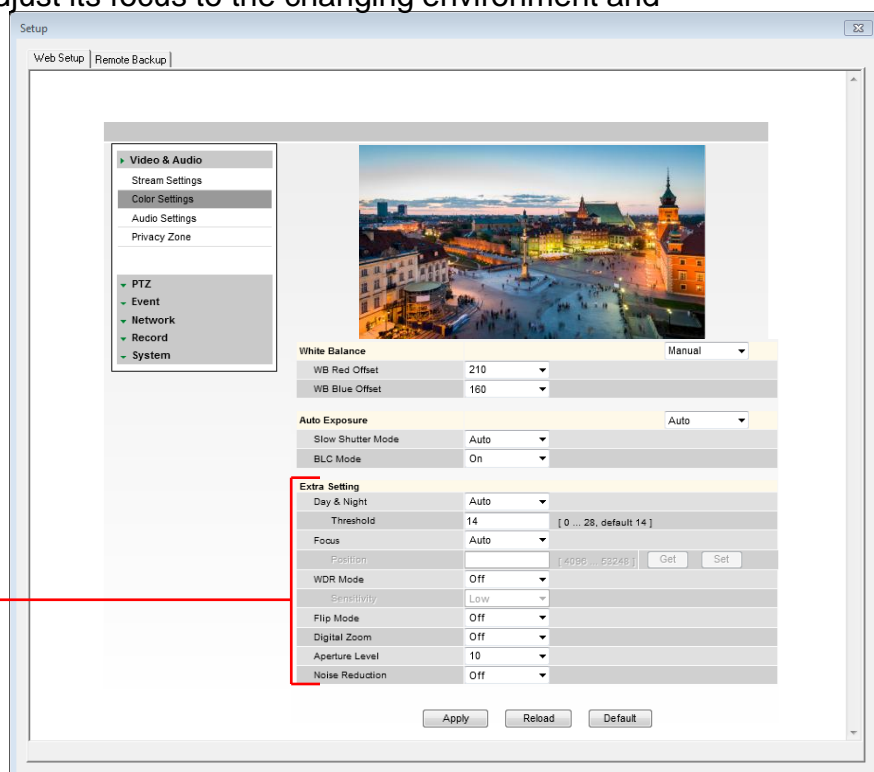 adjust its focus to the changing environment and
Setup
Web Setup Remote Backup
Video & Audio
Stream Settings
Color Settings
Audio Settings
Privacy Zone
PTZ
Event
Network
Record
System
White Balance Manual
WB Red Offset 210
WB Blue Offset 160
Auto Exposure Auto
Slow Shutter Mode Auto
BLC Mode On
Extra Setting
Day & Night Auto
Threshold 14 [ 0 ... 28, default 14 ]
Focus Auto
Position [ 4096 ... 53248 ] Get Set
WDR Mode Off
Sensitivity Low
Flip Mode Off
Digital Zoom Off
Aperture Level 10
Noise Reduction Off
Apply Reload Default